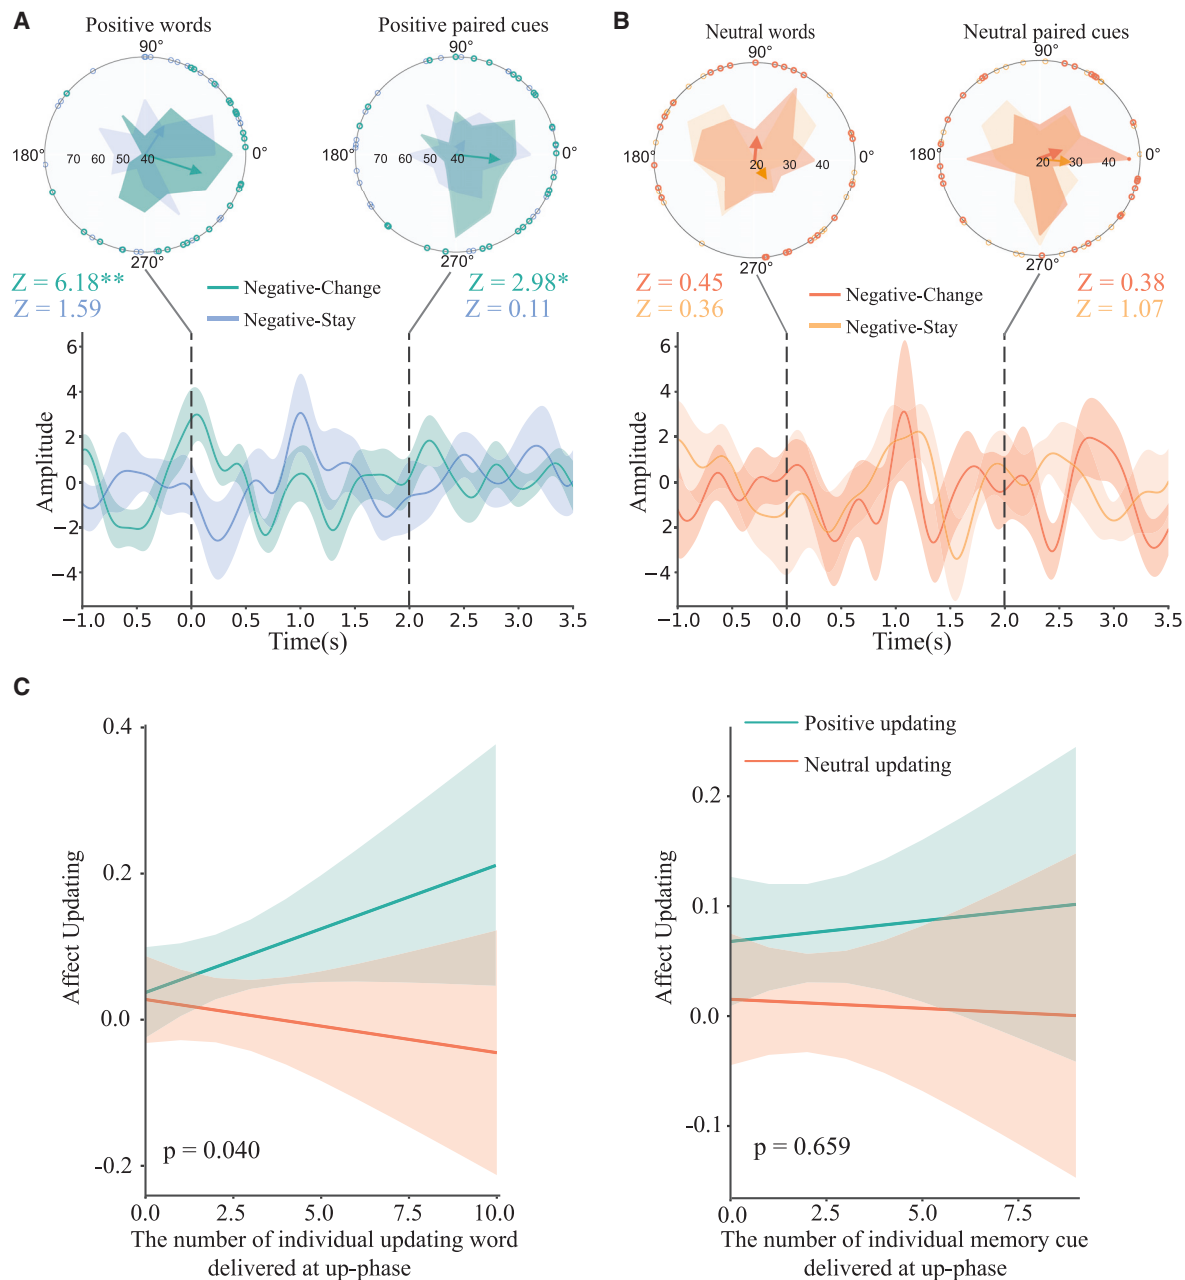 A
Positive words
Positive paired cues
90°
90°
180°
70 60 50 40
0°
180°
70 60 50 40
0°
270°
270°
Z = 6.18**
Z = 1.59
Negative-Change
Negative-Stay
Z = 2.98*
Z = 0.11
6
4
2
0
−2
−4
Amplitude
−1.0 −0.5 0.0 0.5 1.0 1.5 2.0 2.5 3.0 3.5
Time(s)
B
Neutral words
Neutral paired cues
90°
90°
180°
20 30 40
0°
180°
20 30 40
0°
270°
270°
Z = 0.45
Z = 0.36
Negative-Change
Negative-Stay
Z = 0.38
Z = 1.07
6
4
2
0
2
−4
Amplitude
−1.0 −0.5 0.0 0.5 1.0 1.5 2.0 2.5 3.0 3.5
Time(s)
C
0.4
0.2
0.0
-0.2
Affect Updating
p = 0.040
0.0 2.5 5.0 7.5 10.0
The number of individual updating word
delivered at up-phase
Positive updating
Neutral updating
0.2
0.1
0.0
-0.1
Affect Updating
p = 0.659
0.0 2.5 5.0 7.5
The number of individual memory cue
delivered at up-phase